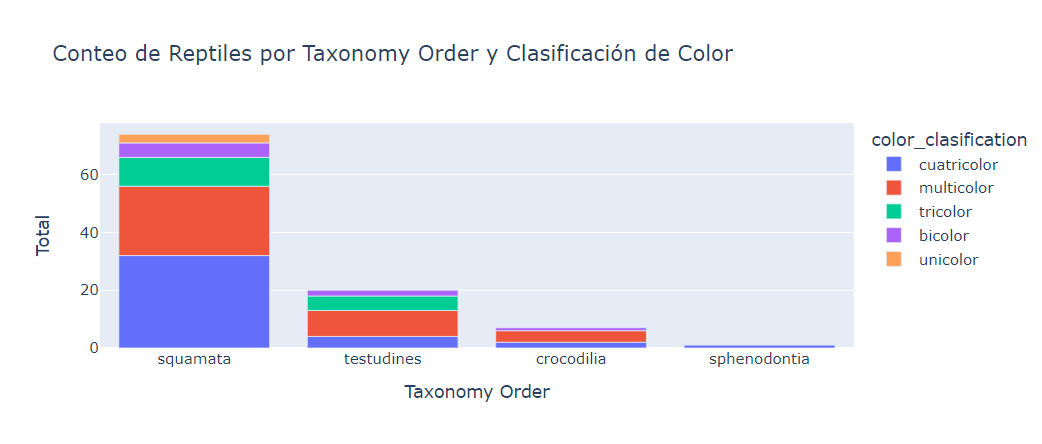 Conteo de Reptiles por Taxonomy Order y Clasificación de Color
color_clasification
cuatricolor
multicolor
tricolor
bicolor
unicolor
Total
60
40
20
0
squamata
testudines
crocodilia
sphenodontia
Taxonomy Order